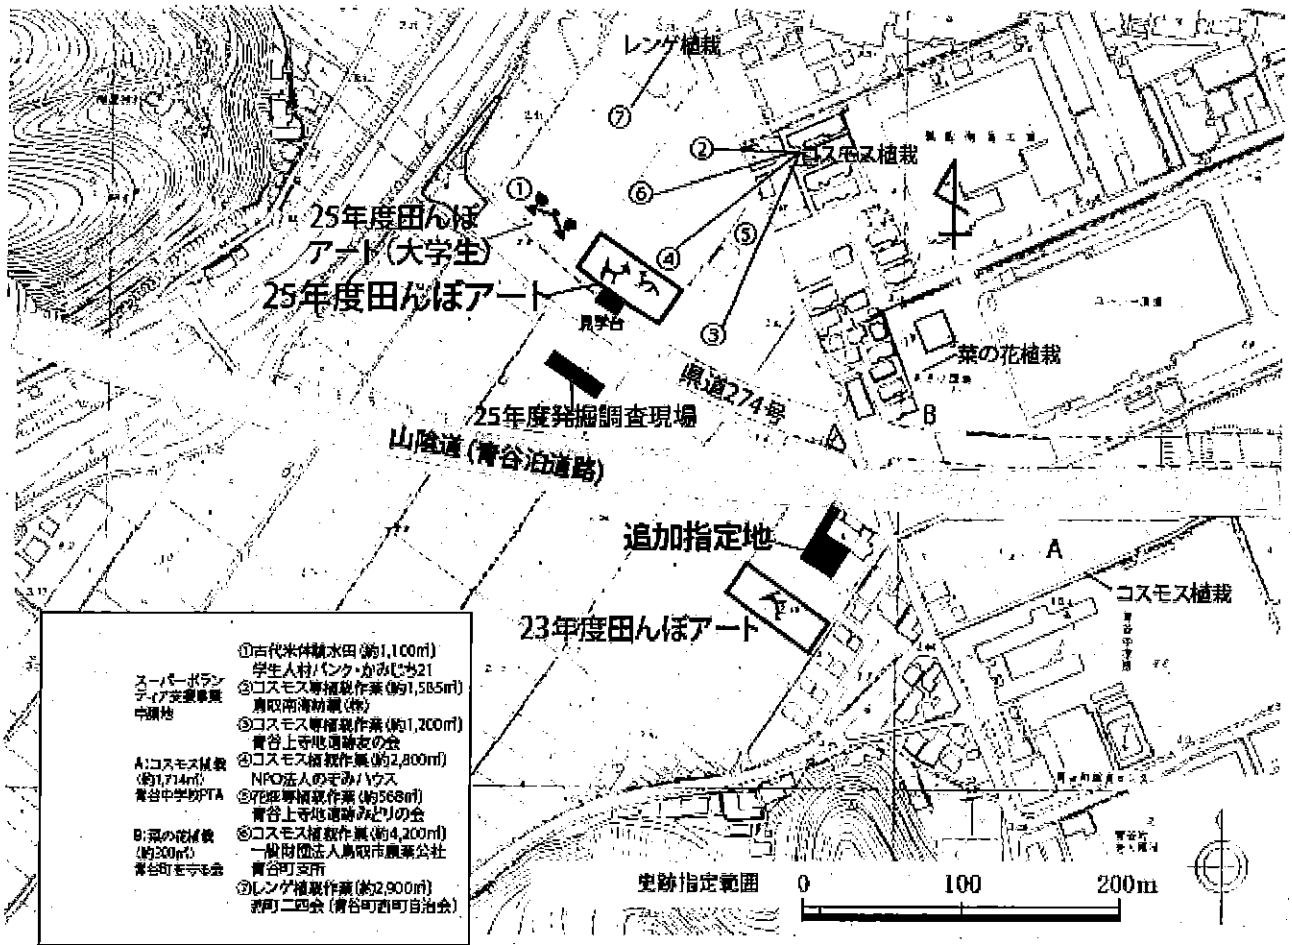 レンゲ植栽
⑦
②
コスモス植栽
⑥
①
25年度田んぼ
アート(大学生)
⑤
④
25年度田んぼアート
見学台
③
菜の花植栽
県道274号
25年度発掘調査現場
B
山陰道(青谷泊道路)
追加指定地
A
コスモス植栽
23年度田んぼアート
スーパーボラン
ティア支援事業
申請地
A:コスモス植栽
(約1,714㎡)
青谷中学校PTA
B:菜の花植栽
(約300㎡)
青谷町を守る会
①古代米体験水田(約1,100㎡)
学生人材バンク・かみじち21
②コスモス等植栽作業(約1,585㎡)
鳥取南海紡績(株)
③コスモス等植栽作業(約1,200㎡)
青谷上寺地遺跡友の会
④コスモス植栽作業(約2,800㎡)
NPO法人のぞみハウス
⑤花壇等植栽作業(約568㎡)
青谷上寺地遺跡みどりの会
⑥コスモス植栽作業(約4,200㎡)
一般財団法人鳥取市農業公社
青谷町支所
⑦レンゲ植栽作業(約2,900㎡)
西町二四会(青谷町西町自治会)
史跡指定範囲
0 100 200m